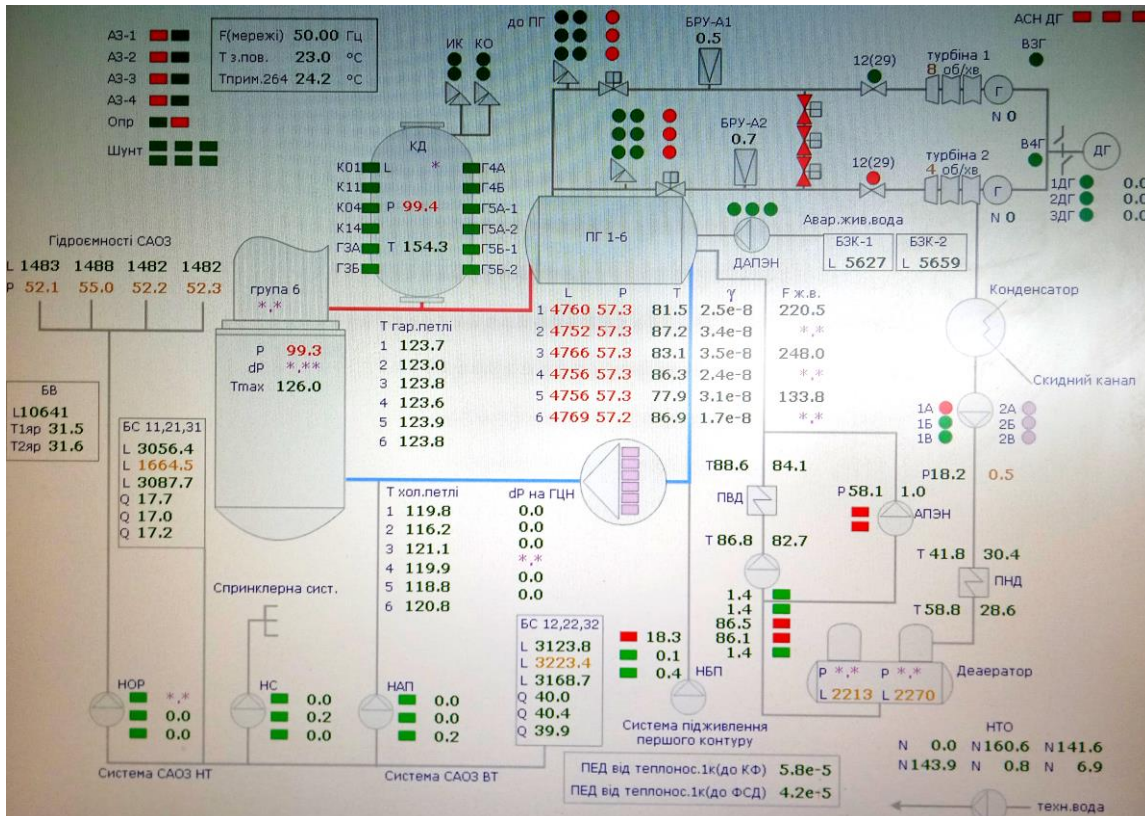 до ПГ
БРУ-А1
0.5
АСН ДГ
АЗ-1
АЗ-2
АЗ-3
АЗ-4
Опр
Шунт
F(мережі) 50.00 Гц
Т з.пов. 23.0 °C
Тприм.264 24.2 °C
ИК КО
12(29)
турбіна 1
8 об/хв
ВЗГ
Г
N 0
БРУ-А2
0.7
12(29)
турбіна 2
4 об/хв
В4Г
ДГ
Г
N 0
1ДГ 0.0
2ДГ 0.0
3ДГ 0.0
КД
К01 L * Г4А
К11 Г4Б
К04 P 99.4 Г5А-1
К14 Г5А-2
ГЗА T 154.3 Г5Б-1
ГЗБ Г5Б-2
ПГ 1-6
ДАПЭН
Авар.жив.вода
БЗК-1 БЗК-2
L 5627 L 5659
Гідроємності САОЗ
L 1483 1488 1482 1482
P 52.1 55.0 52.2 52.3
група 6
*.*
P 99.3
dP *.**
Tmax 126.0
L P T γ F ж.в.
1 4760 57.3 81.5 2.5e-8 220.5
2 4752 57.3 87.2 3.4e-8 *.*
3 4766 57.3 83.1 3.5e-8 248.0
4 4756 57.3 86.3 2.4e-8 *.*
5 4756 57.3 77.9 3.1e-8 133.8
6 4769 57.2 86.9 1.7e-8 *.*
Т гар.петлі
1 123.7
2 123.0
3 123.8
4 123.6
5 123.9
6 123.8
Конденсатор
Скидний канал
1А 2А
1Б 2Б
1В 2В
P18.2 0.5
БВ
L10641
Т1яр 31.5
Т2яр 31.6
БС 11,21,31
L 3056.4
L 1664.5
L 3087.7
Q 17.7
Q 17.0
Q 17.2
Т хол.петлі
1 119.8
2 116.2
3 121.1
4 119.9
5 118.8
6 120.8
dP на ГЦН
0.0
0.0
0.0
*.*
0.0
0.0
T88.6 84.1
ПВД
T 86.8 82.7
P 58.1 1.0
АПЭН
T 41.8 30.4
ПНД
T 58.8 28.6
1.4
1.4
86.5
86.1
1.4
Спринклерна сист.
БС 12,22,32
L 3123.8
L 3223.4
L 3168.7
Q 40.0
Q 40.4
Q 39.9
18.3
0.1
0.4
НБП
P *.* P *.*
L 2213 L 2270
Деаератор
НОР
*.*
0.0
0.0
НС
0.0
0.2
0.0
НАП
0.0
0.0
0.2
Система підживлення
першого контуру
Система САОЗ НТ
Система САОЗ ВТ
ПЕД від теплонос.1к(до КФ) 5.8e-5
ПЕД від теплонос.1к(до ФСД) 4.2e-5
НТО
N 0.0 N160.6 N141.6
N143.9 N 0.8 N 6.9
техн.вода